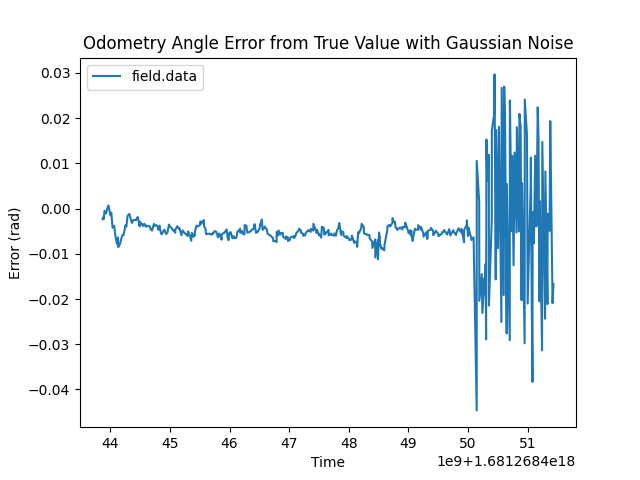 Odometry Angle Error from True Value with Gaussian Noise
field.data
Error (rad)
0.03
0.02
0.01
0.00
−0.01
−0.02
−0.03
−0.04
44 45 46 47 48 49 50 51
Time
1e9+1.6812684e18